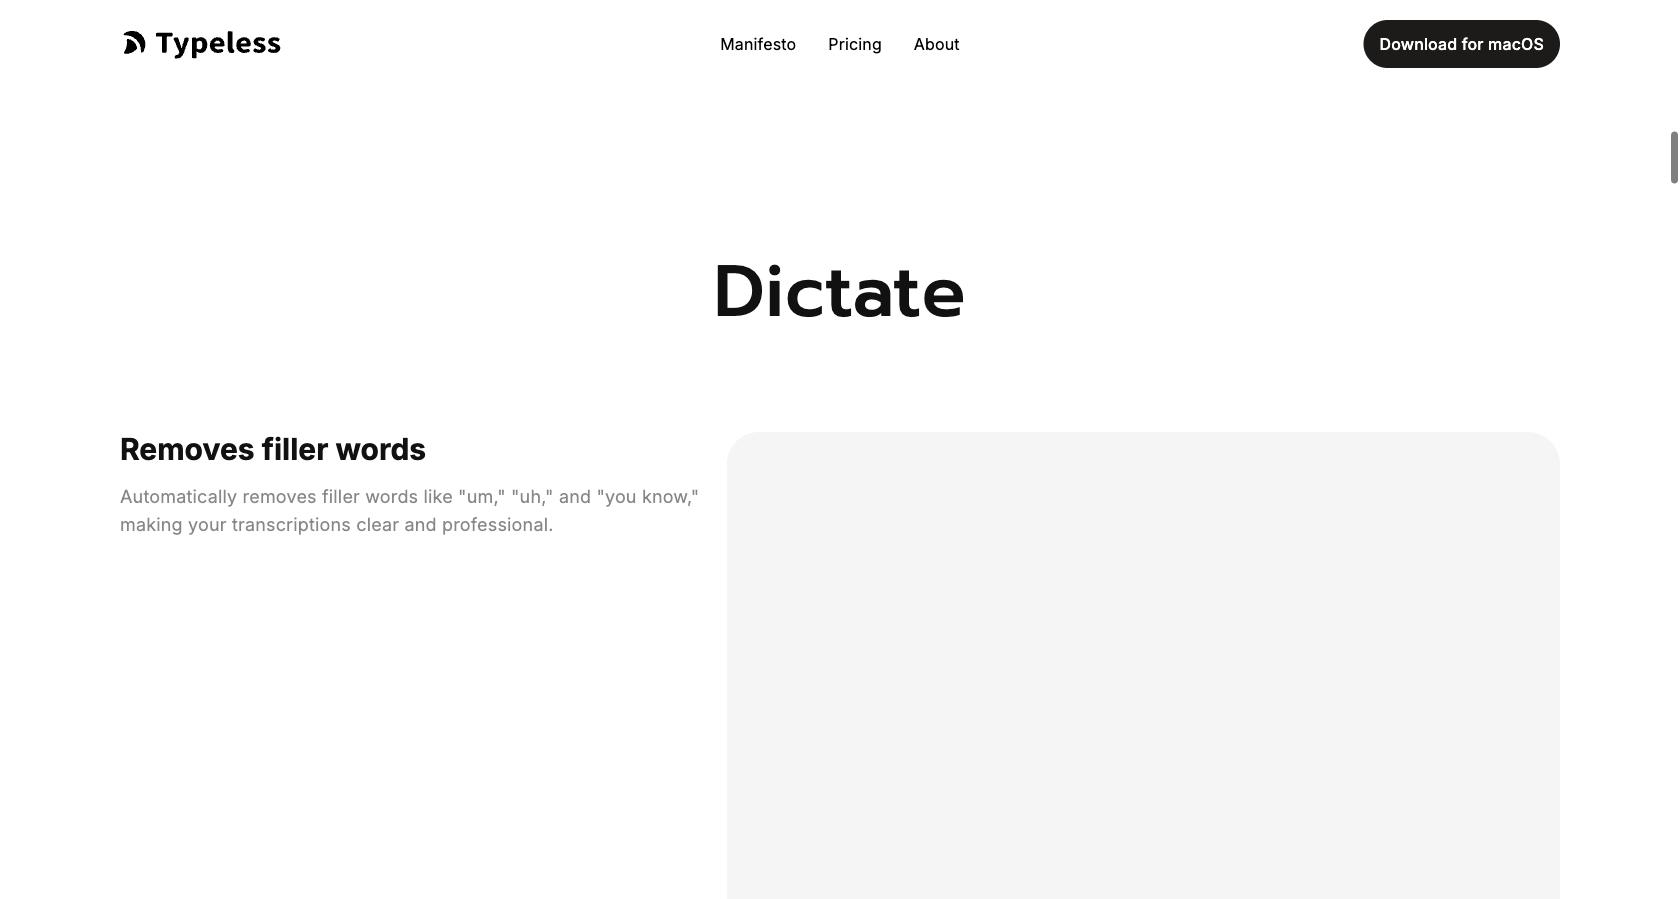 Typeless
Manifesto
Pricing
About
Download for macOS
Dictate
Removes filler words
Automatically removes filler words like "um," "uh," and "you know,"
making your transcriptions clear and professional.